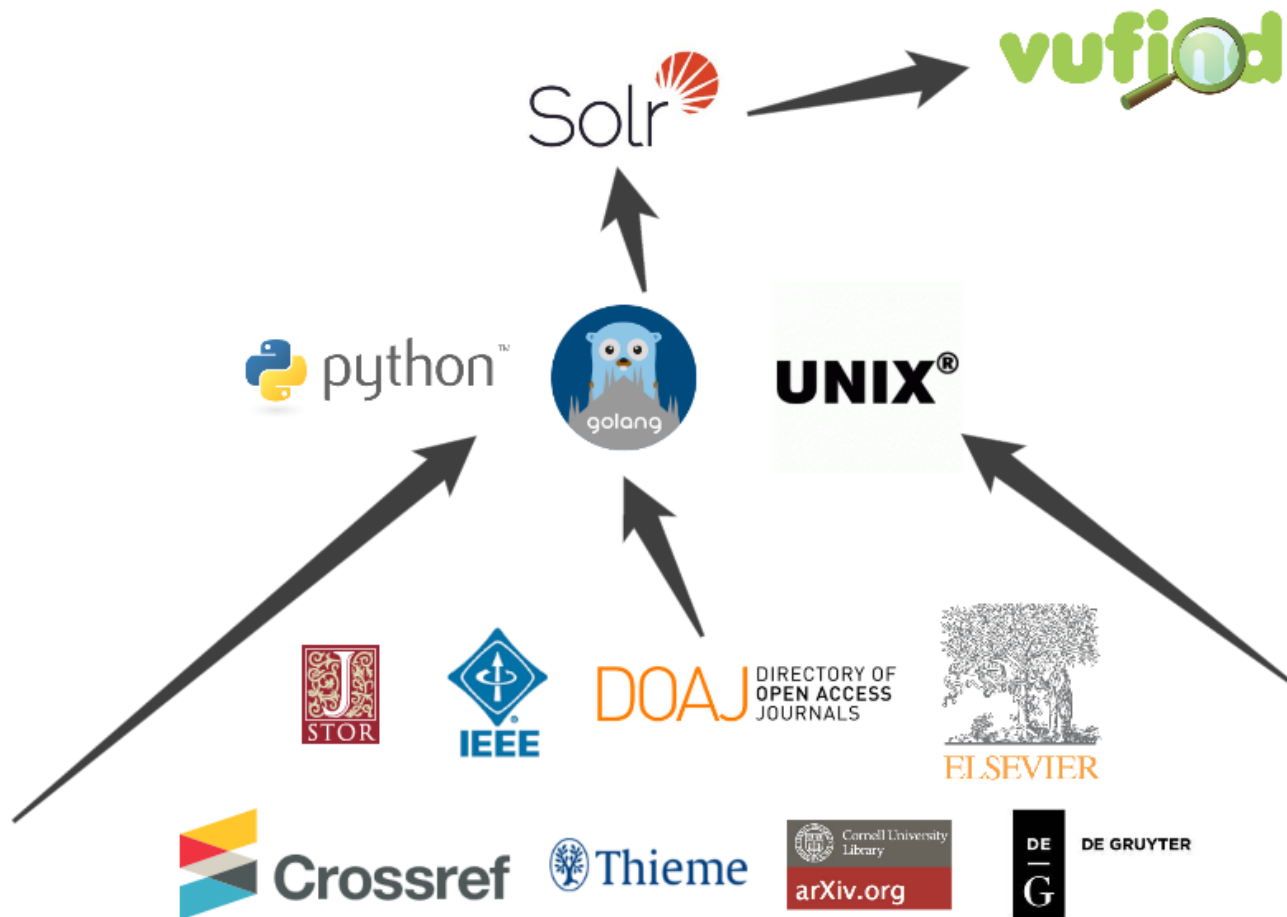 vufind
Solr
python™
golang
UNIX®
J
STOR
IEEE®
DOAJ DIRECTORY OF
OPEN ACCESS
JOURNALS
ELSEVIER
Crossref
Thieme
Cornell University
Library
arXiv.org
DE
G
DE GRUYTER